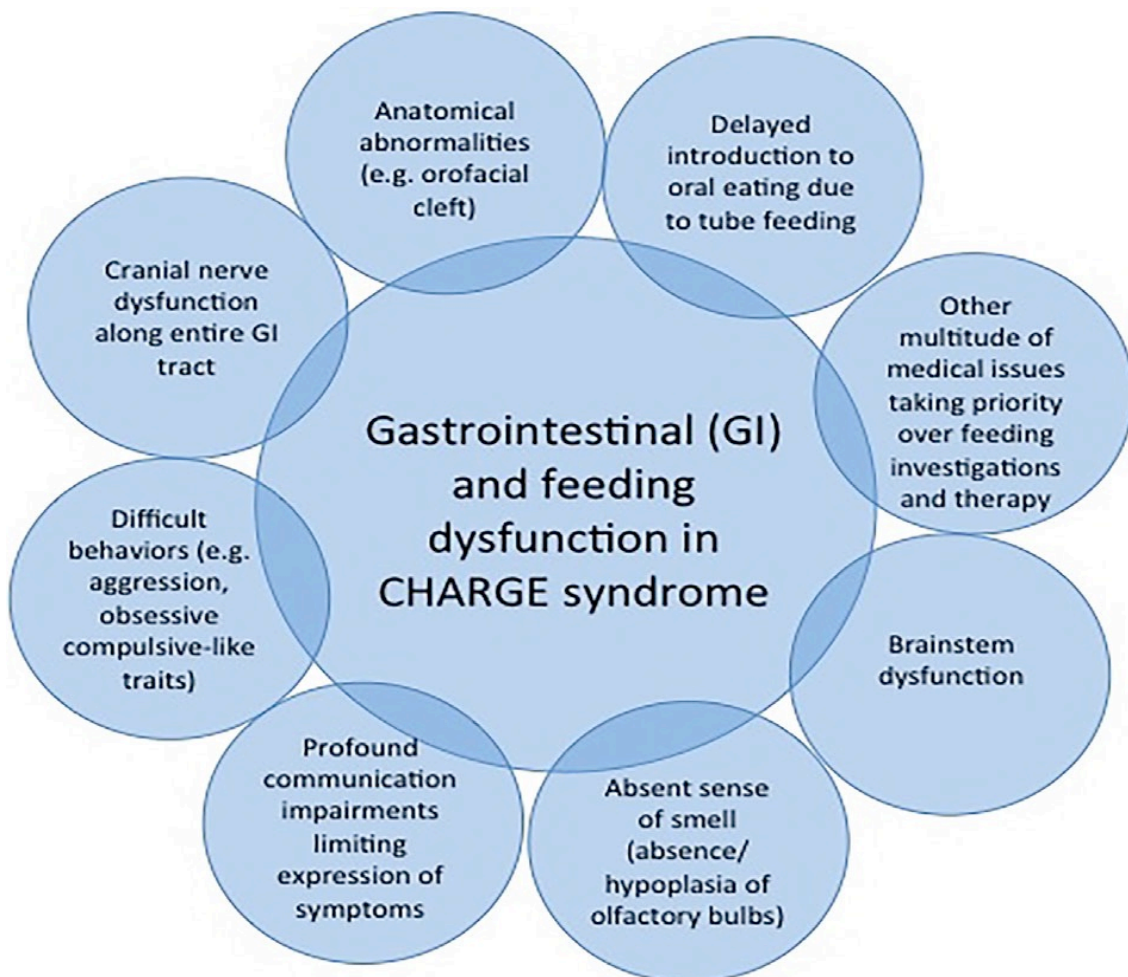 Anatomical
abnormalities
(e.g. orofacial
cleft)
Delayed
introduction to
oral eating due
to tube feeding
Cranial nerve
dysfunction
along entire GI
tract
Other
multitude of
medical issues
taking priority
over feeding
investigations
and therapy
Gastrointestinal (GI)
and feeding
dysfunction in
CHARGE syndrome
Difficult
behaviors (e.g.
aggression,
obsessive
compulsive-like
traits)
Brainstem
dysfunction
Profound
communication
impairments
limiting
expression of
symptoms
Absent sense
of smell
(absence/
hypoplasia of
olfactory bulbs)